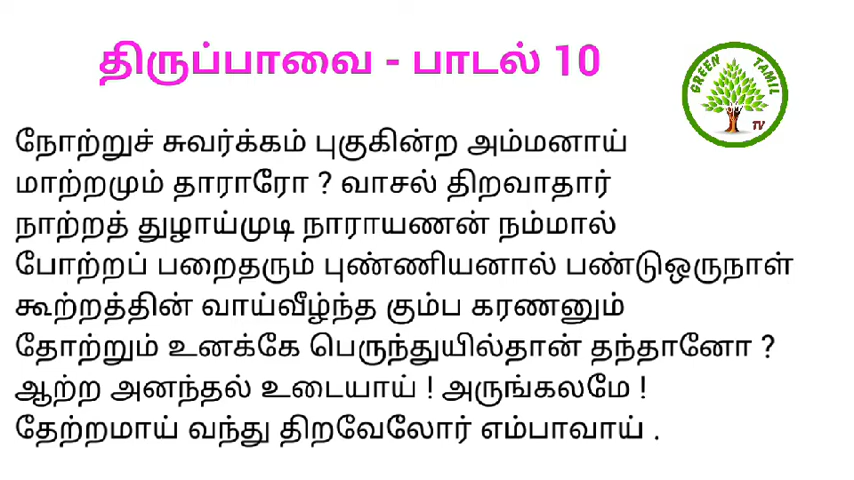 திருப்பாவை - பாடல் 10
GREEN TAMIL TV
நோற்றுச் சுவர்க்கம் புகுகின்ற அம்மனாய்
மாற்றமும் தாராரோ ? வாசல் திறவாதார்
நாற்றத் துழாய்முடி நாராயணன் நம்மால்
போற்றப் பறைதரும் புண்ணியனால் பண்டுஒருநாள்
கூற்றத்தின் வாய்வீழ்ந்த கும்ப கரணனும்
தோற்றும் உனக்கே பெருந்துயில்தான் தந்தானோ ?
ஆற்ற அனந்தல் உடையாய் ! அருங்கலமே !
தேற்றமாய் வந்து திறவேலோர் எம்பாவாய் .